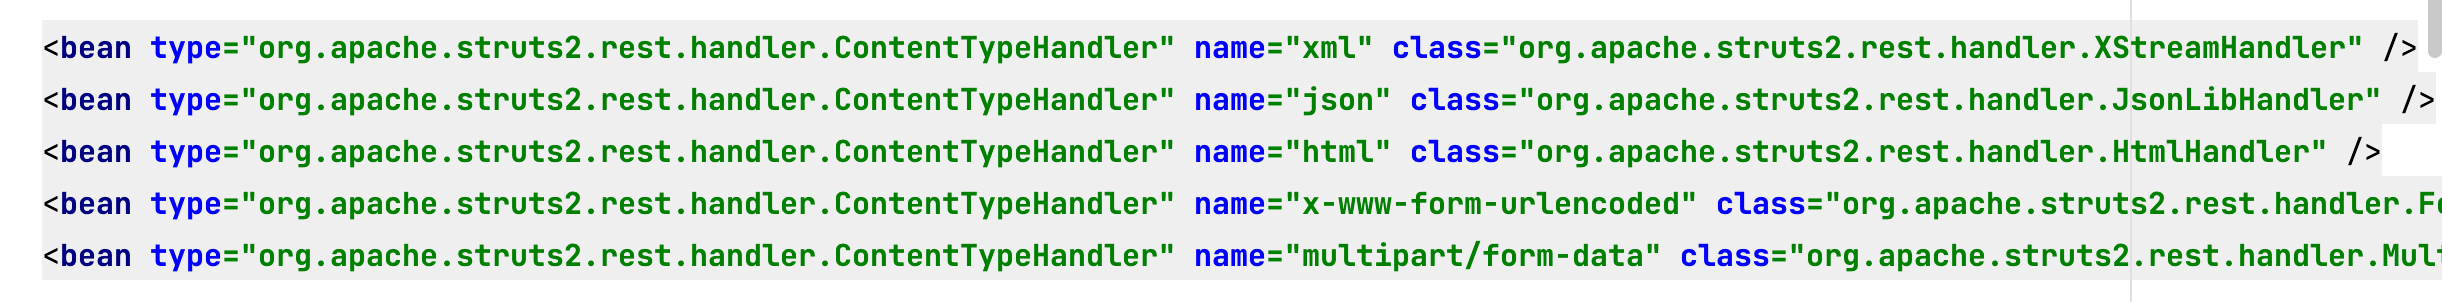 <bean type="org.apache.struts2.rest.handler.ContentTypeHandler" name="xml" class="org.apache.struts2.rest.handler.XStreamHandler" />
<bean type="org.apache.struts2.rest.handler.ContentTypeHandler" name="json" class="org.apache.struts2.rest.handler.JsonLibHandler" />
<bean type="org.apache.struts2.rest.handler.ContentTypeHandler" name="html" class="org.apache.struts2.rest.handler.HtmlHandler" />
<bean type="org.apache.struts2.rest.handler.ContentTypeHandler" name="x-www-form-urlencoded" class="org.apache.struts2.rest.handler.F
<bean type="org.apache.struts2.rest.handler.ContentTypeHandler" name="multipart/form-data" class="org.apache.struts2.rest.handler.Mul